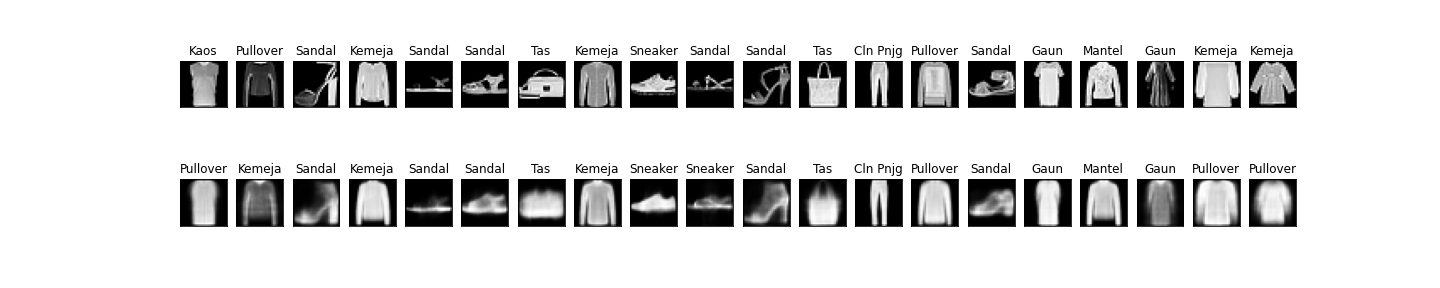 Kaos Pullover Sandal Kemeja Sandal Sandal Tas Kemeja Sneaker Sandal Sandal Tas Cln Pnjg Pullover Sandal Gaun Mantel Gaun Kemeja Kemeja
Pullover Kemeja Sandal Kemeja Sandal Sandal Tas Kemeja Sneaker Sneaker Sandal Tas Cln Pnjg Pullover Sandal Gaun Mantel Gaun Pullover Pullover